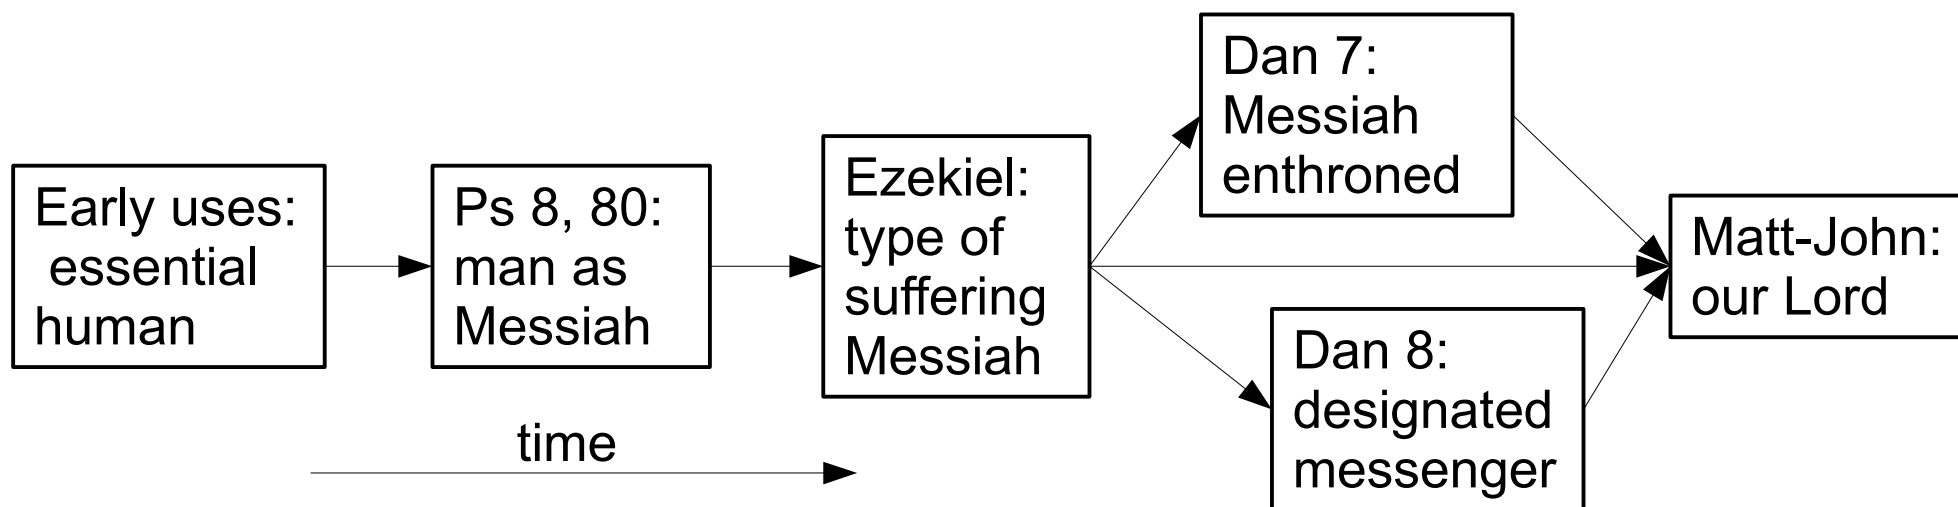 Early uses:
essential
human
Ps 8, 80:
man as
Messiah
Ezekiel:
type of
suffering
Messiah
Dan 7:
Messiah
enthroned
Dan 8:
designated
messenger
Matt-John:
our Lord
time